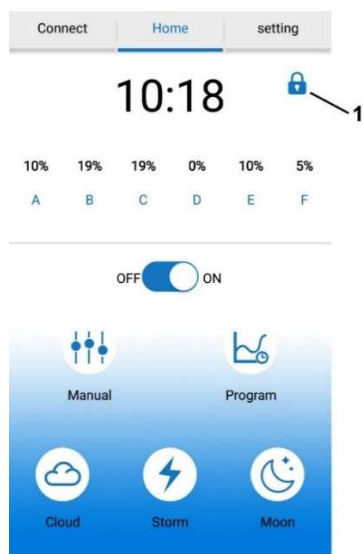 Connect Home setting
10:18
1
10% 19% 19% 0% 10% 5%
A B C D E F
OFF ON
Manual Program
Cloud Storm Moon